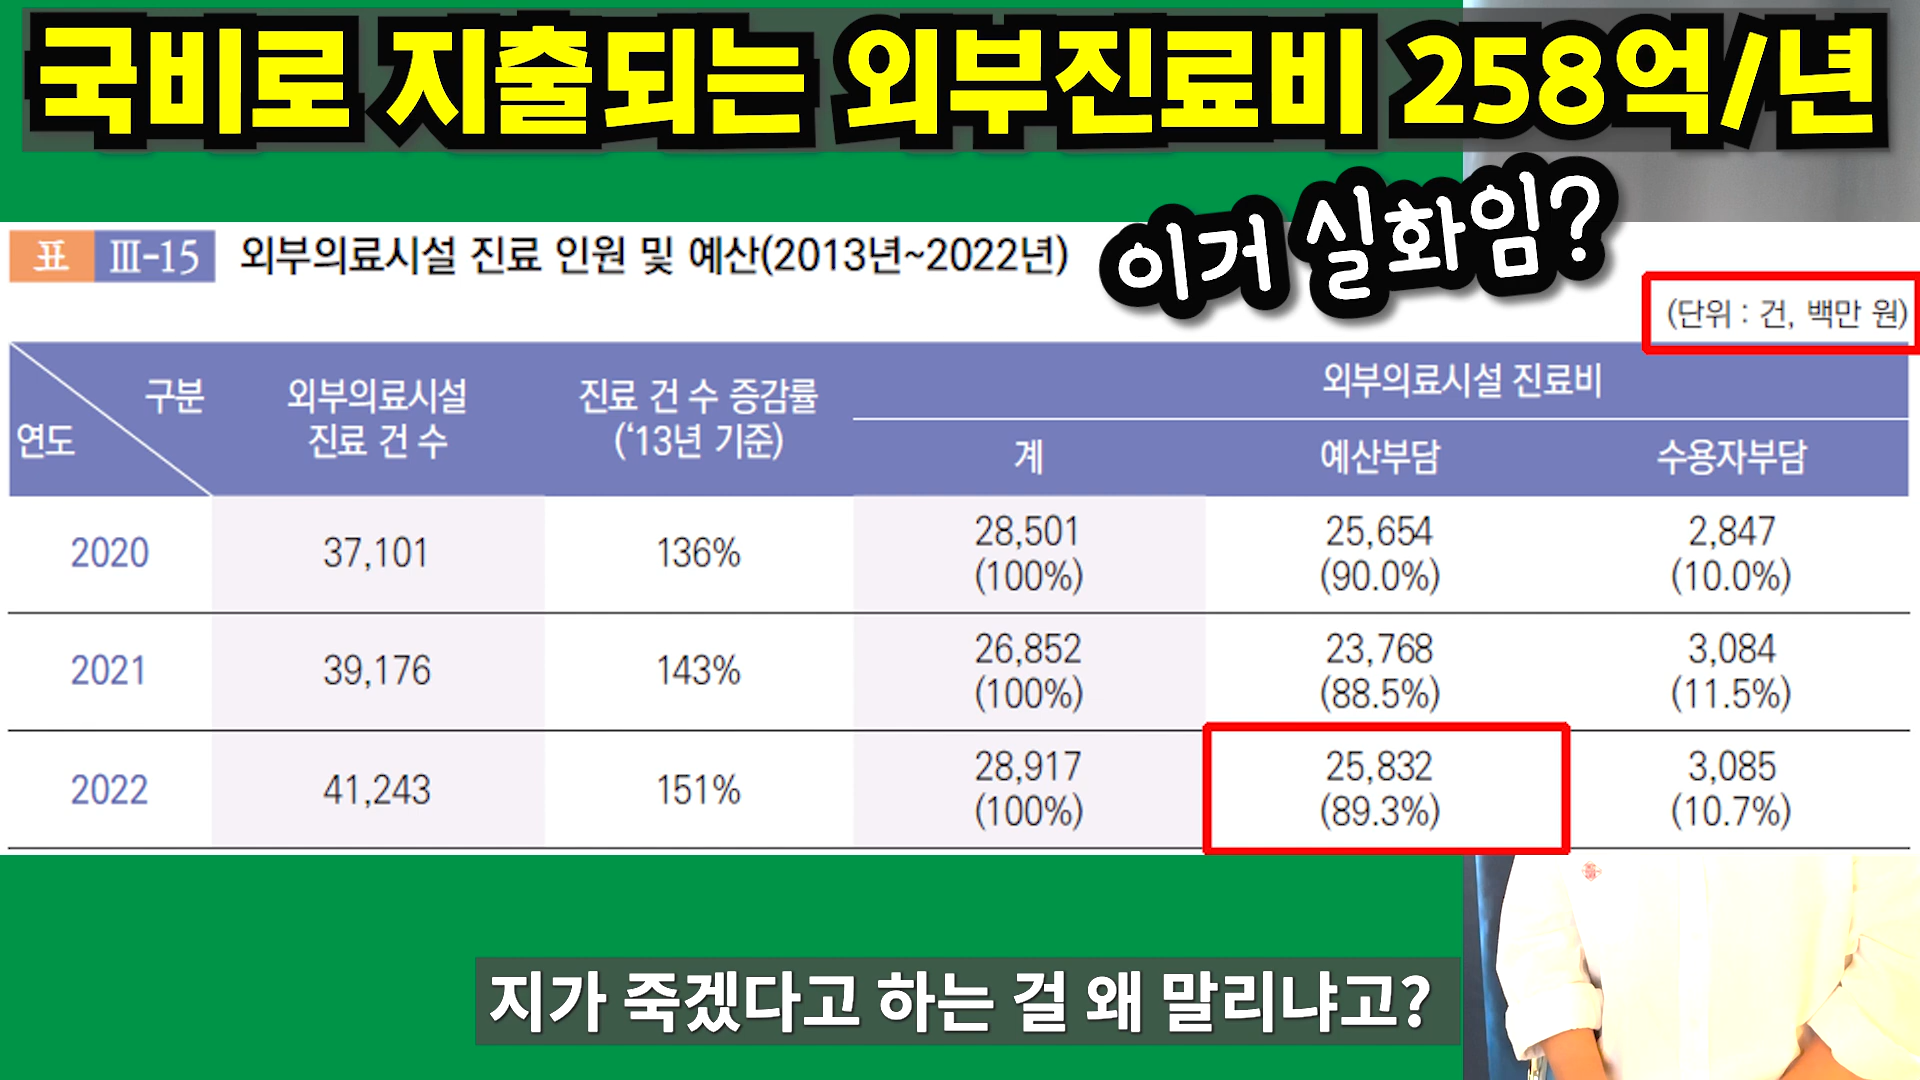 국비로 지출되는 외부진료비 258억/년
이거 실화임?
표 Ⅲ-15 외부의료시설 진료 인원 및 예산(2013년~2022년)
(단위 : 건, 백만 원)
구분
연도
외부의료시설
진료 건 수
진료 건 수 증감률
(‘13년 기준)
외부의료시설 진료비
계 예산부담 수용자부담
2020 37,101 136% 28,501 25,654 2,847
(100%) (90.0%) (10.0%)
2021 39,176 143% 26,852 23,768 3,084
(100%) (88.5%) (11.5%)
2022 41,243 151% 28,917 25,832 3,085
(100%) (89.3%) (10.7%)
지가 죽겠다고 하는 걸 왜 말리냐고?